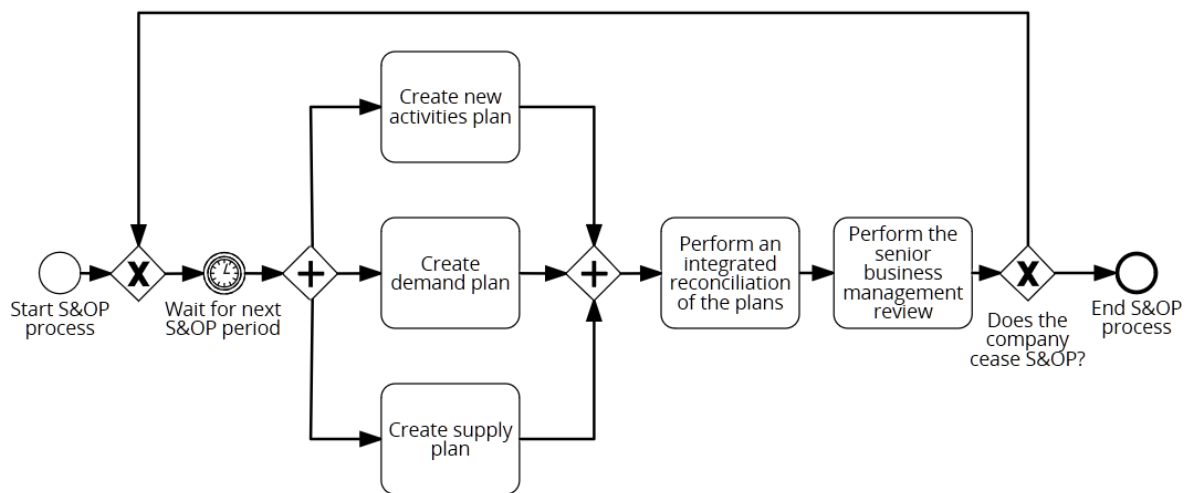 Start S&OP
process
Wait for next
S&OP period
Create new
activities plan
Create
demand plan
Create supply
plan
Perform an
integrated
reconciliation
of the plans
Perform the
senior
business
management
review
Does the
company
cease S&OP?
End S&OP
process